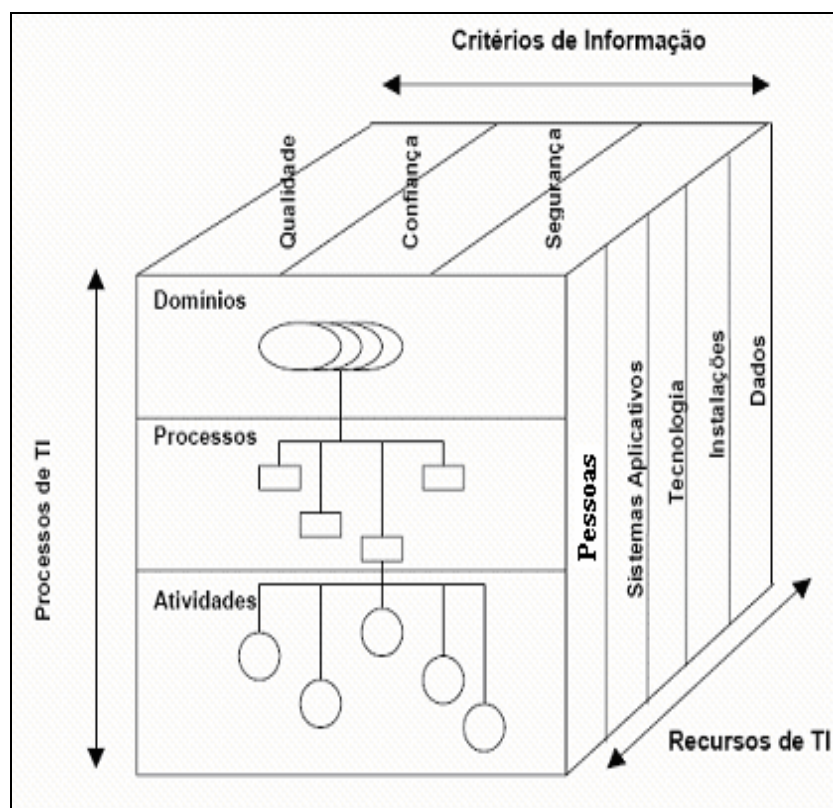 Critérios de Informação
Qualidade
Confiança
Segurança
Domínios
Processos
Atividades
Processos de TI
Pessoas
Sistemas Aplicativos
Tecnologia
Instalações
Dados
Recursos de TI